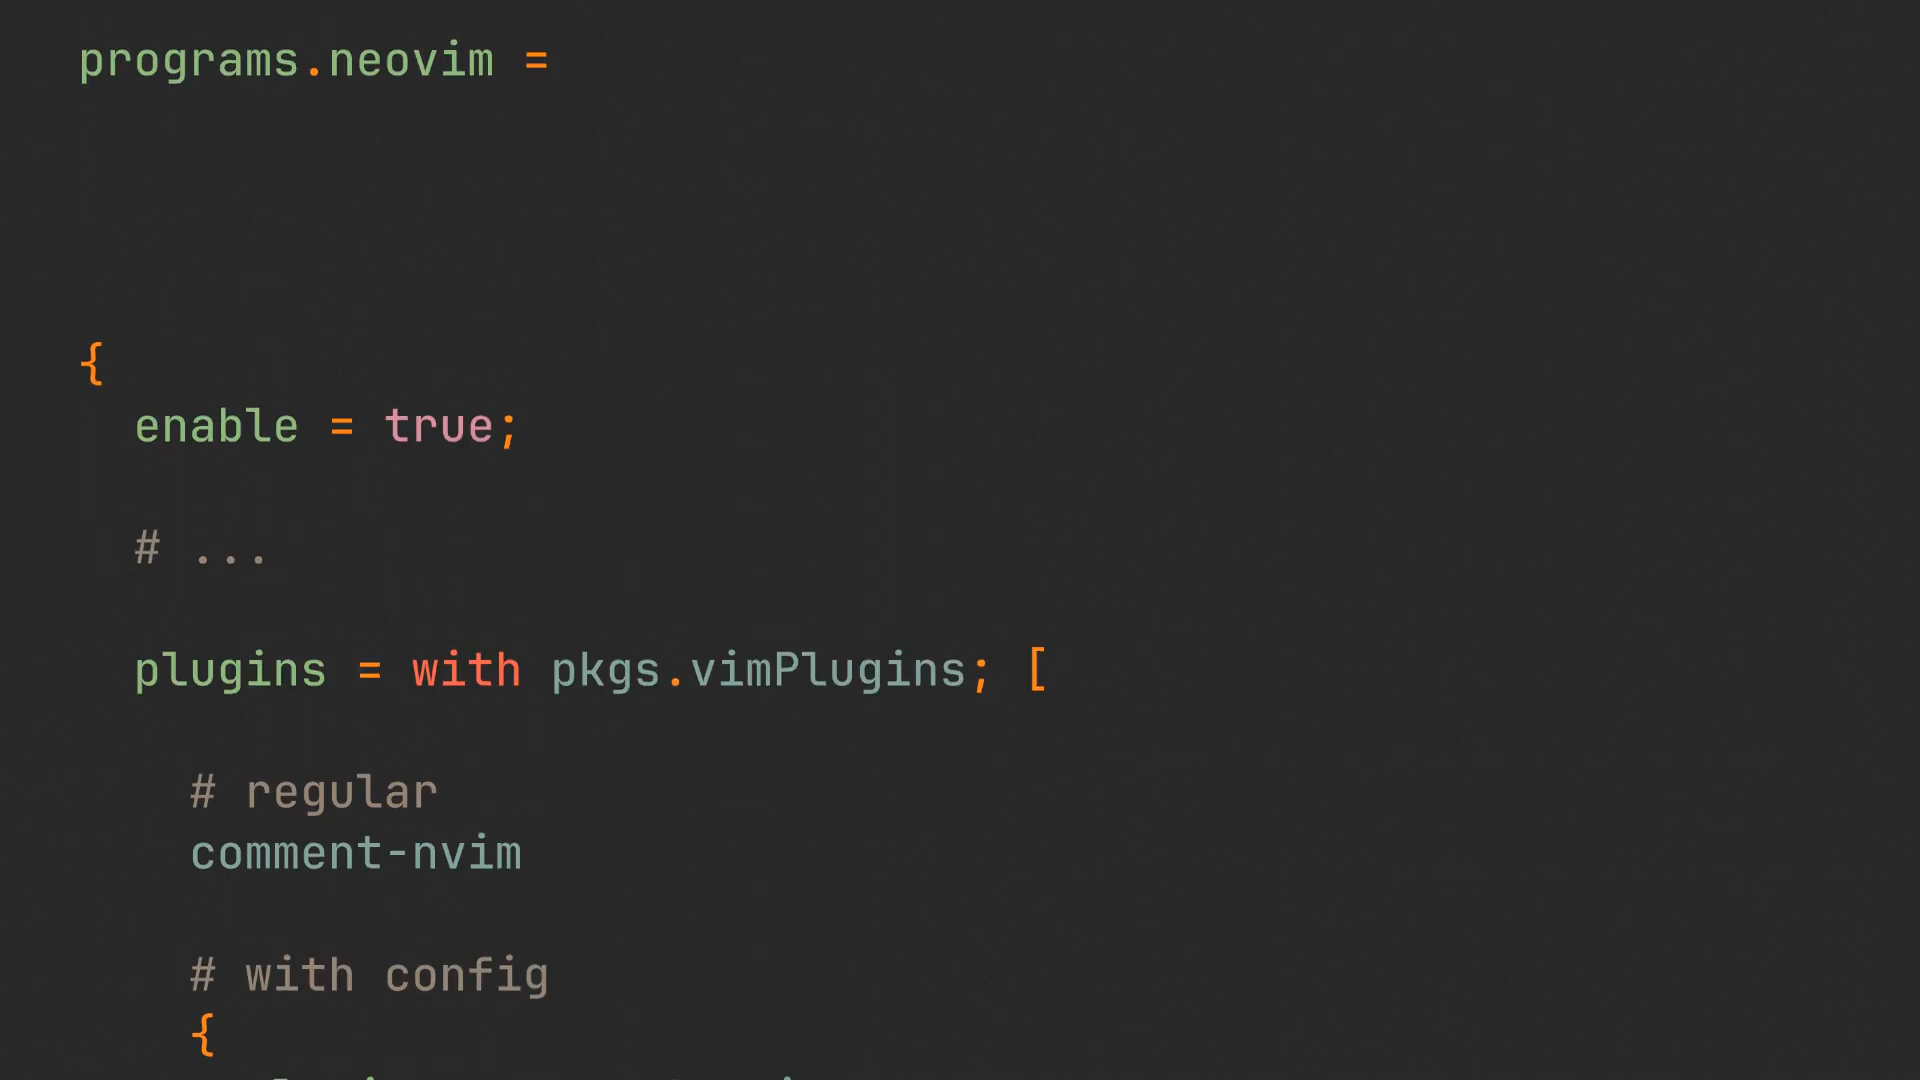 programs.neovim =
{
enable = true;
# ...
plugins = with pkgs.vimPlugins; [
# regular
comment-nvim
# with config
{